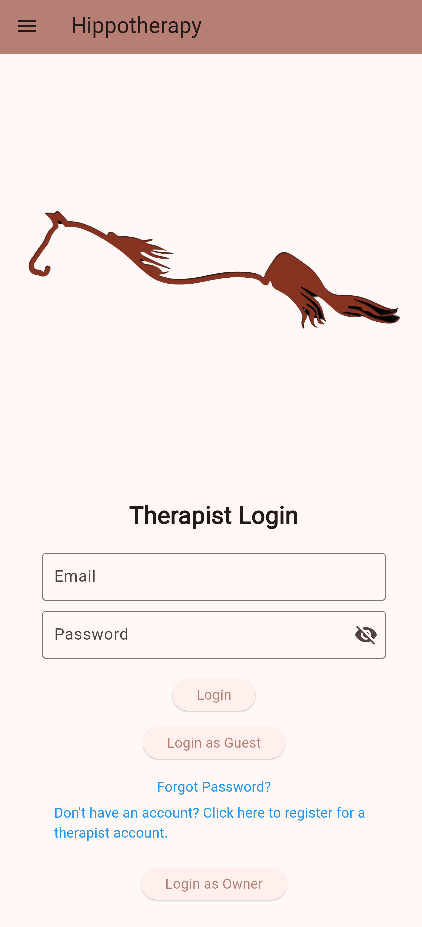 Hippotherapy
Therapist Login
Email
Password
Login
Login as Guest
Forgot Password?
Don't have an account? Click here to register for a
therapist account.
Login as Owner